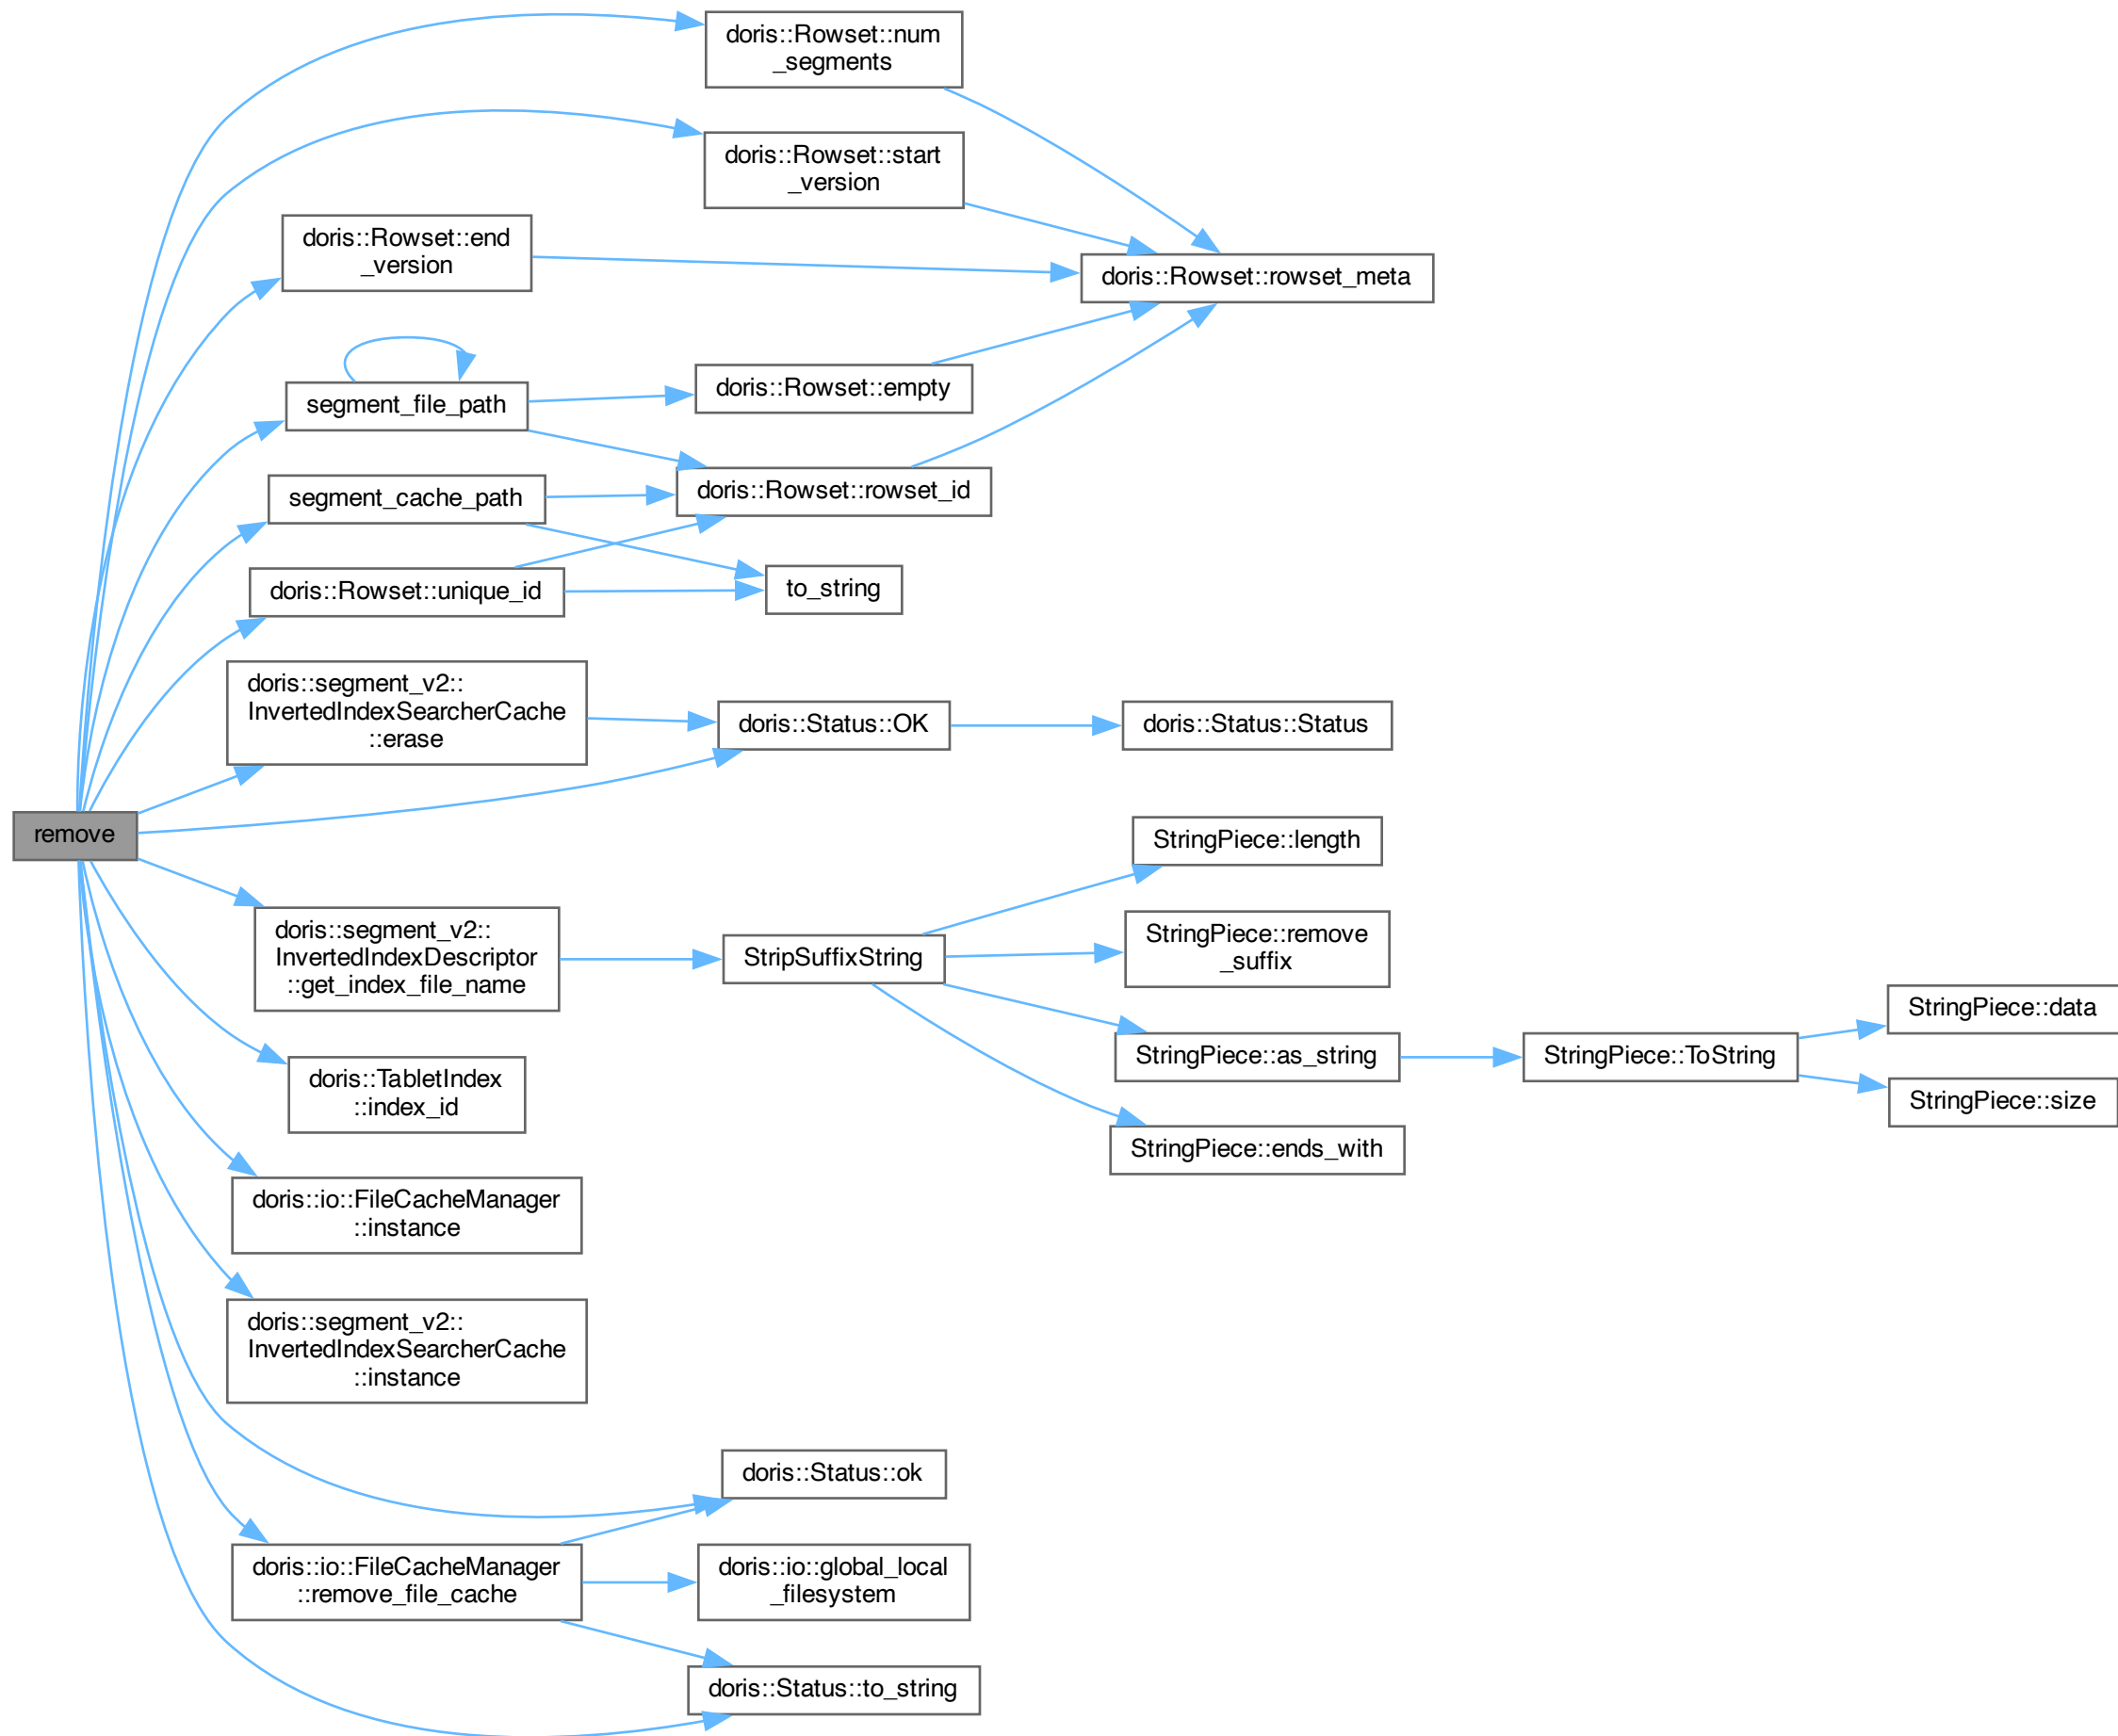 doris::Rowset::num
_segments
doris::Rowset::start
_version
doris::Rowset::end
_version
doris::Rowset::rowset_meta
segment_file_path
doris::Rowset::empty
segment_cache_path
doris::Rowset::rowset_id
doris::Rowset::unique_id
to_string
doris::segment_v2::
InvertedIndexSearcherCache
::erase
doris::Status::OK
doris::Status::Status
remove
StringPiece::length
doris::segment_v2::
InvertedIndexDescriptor
::get_index_file_name
StripSuffixString
StringPiece::remove
_suffix
StringPiece::as_string
StringPiece::ToString
StringPiece::data
StringPiece::size
StringPiece::ends_with
doris::TabletIndex
::index_id
doris::io::FileCacheManager
::instance
doris::segment_v2::
InvertedIndexSearcherCache
::instance
doris::Status::ok
doris::io::FileCacheManager
::remove_file_cache
doris::io::global_local
_filesystem
doris::Status::to_string